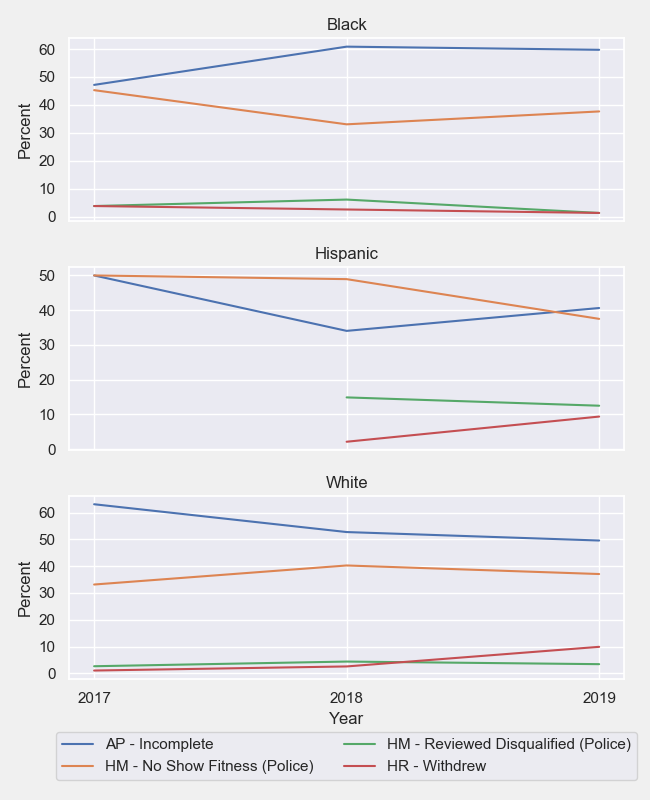 Black
60
50
40
30
20
10
0
Percent
Hispanic
50
40
30
20
10
0
Percent
White
60
50
40
30
20
10
0
Percent
2017 2018 2019
Year
AP - Incomplete
HM - No Show Fitness (Police)
HM - Reviewed Disqualified (Police)
HR - Withdrew